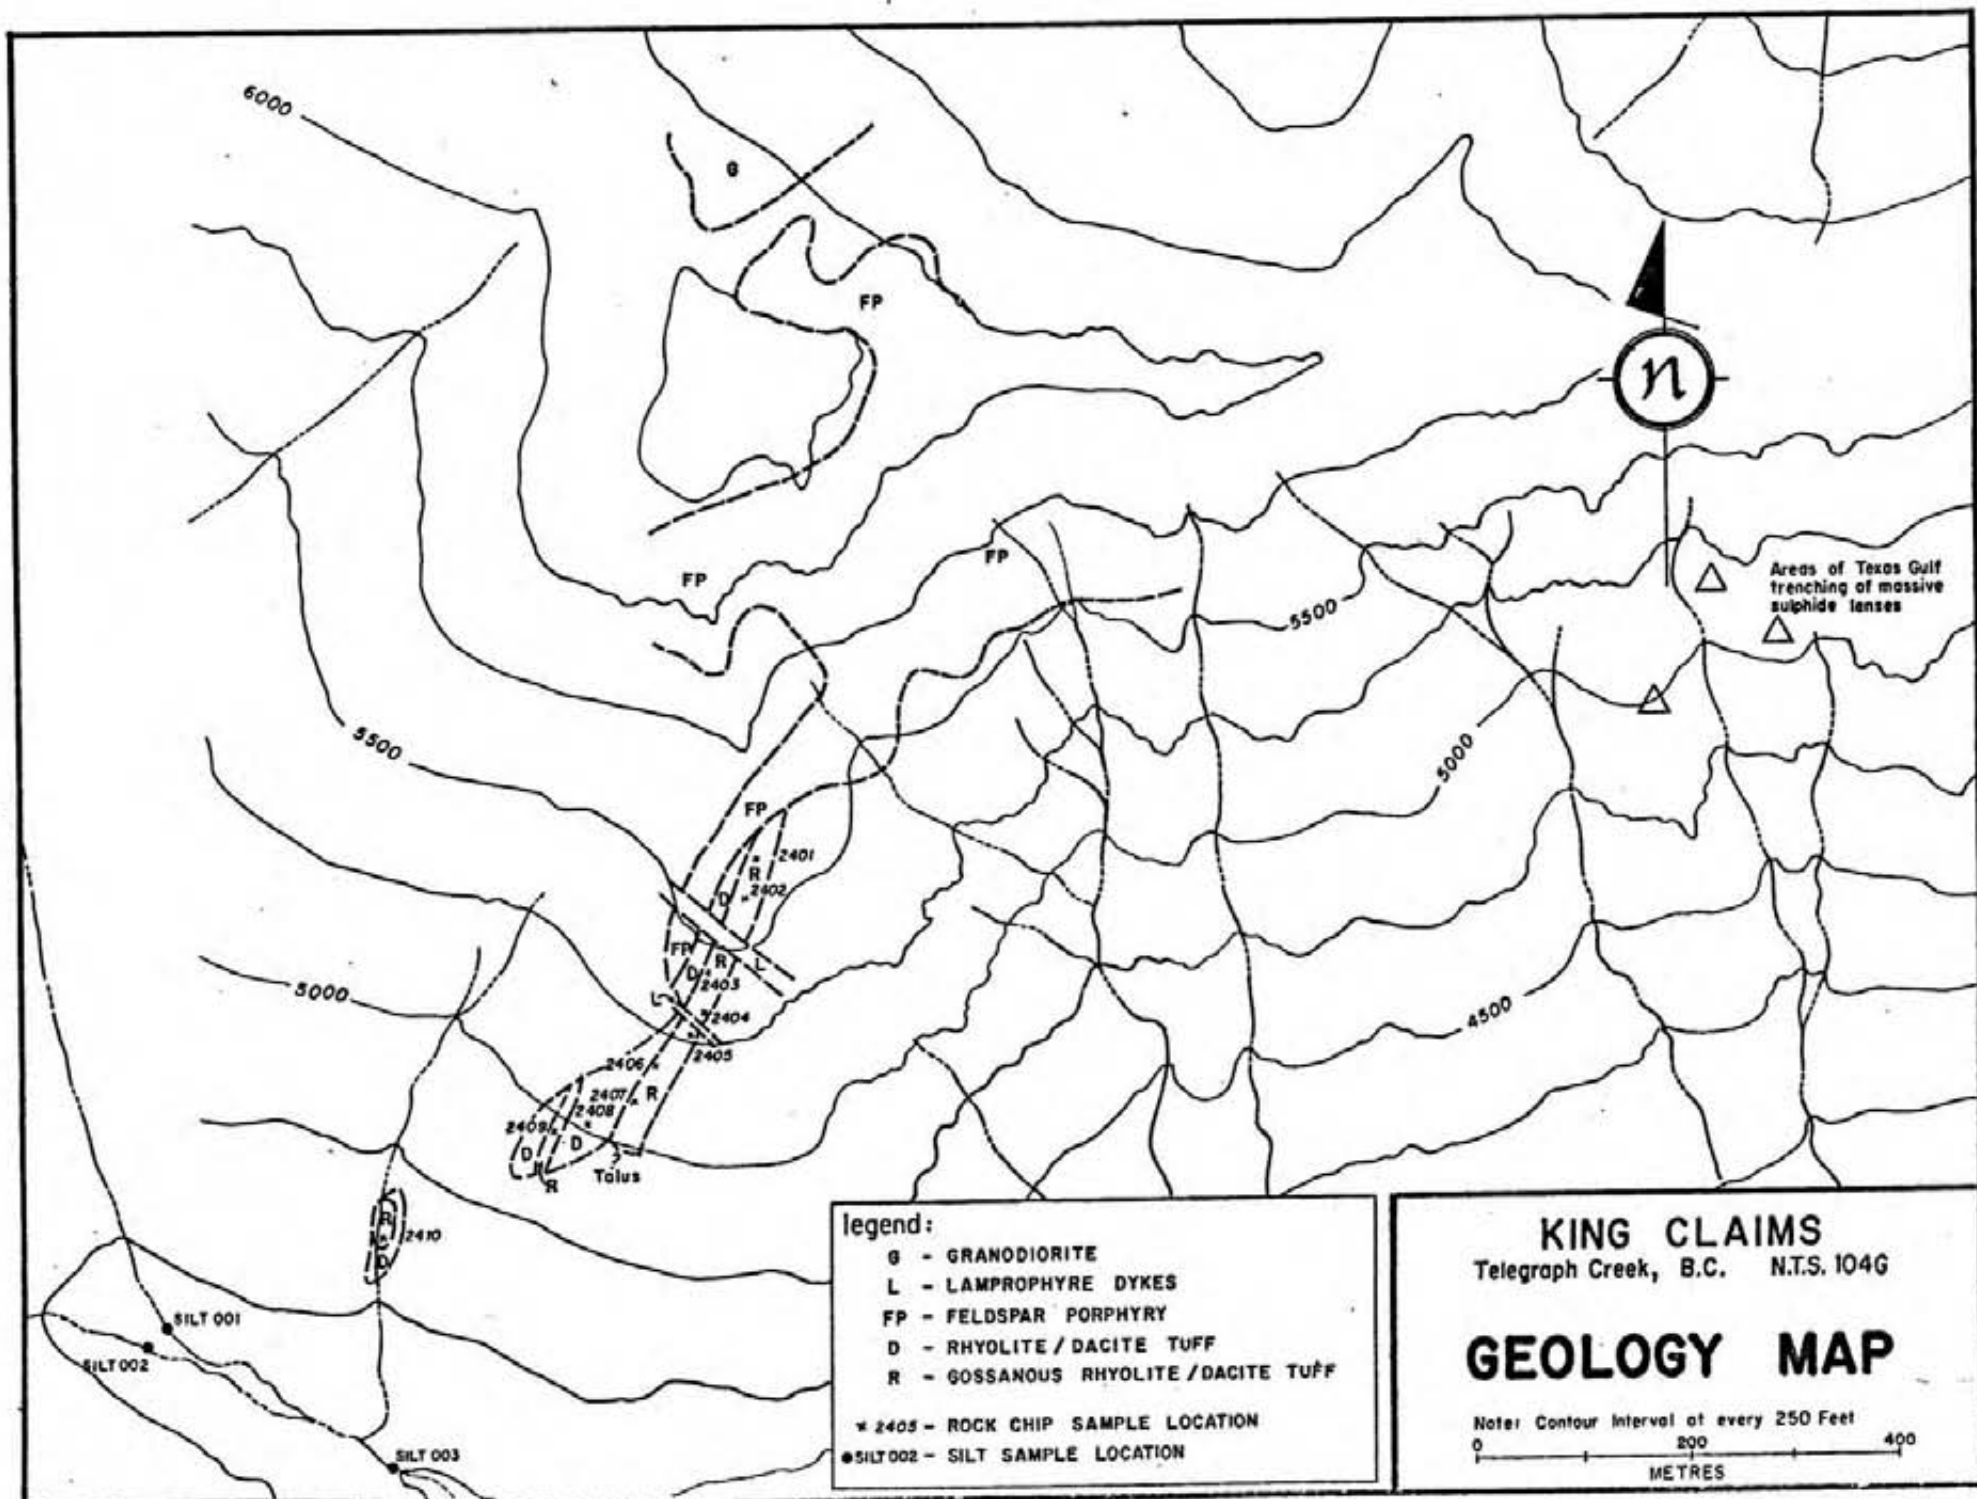 6000
G
FP
n
FP
FP
Areas of Texas Gulf
trenching of massive
sulphide lenses
5500
5500
5000
FP
2401
R
2402
D
FP
R
L
D
2403
5000
L
2404
4500
2405
2406
2407
R
2408
2409
D
D
Talus
R
R
2410
D
SILT 001
SILT 002
SILT 003
legend:
G - GRANODIORITE
L - LAMPROPHYRE DYKES
FP - FELDSPAR PORPHYRY
D - RHYOLITE / DACITE TUFF
R - GOSSANOUS RHYOLITE / DACITE TUFF
* 2405 - ROCK CHIP SAMPLE LOCATION
●SILT 002 - SILT SAMPLE LOCATION
KING CLAIMS
Telegraph Creek, B.C. N.T.S. 104G
GEOLOGY MAP
Note: Contour Interval at every 250 Feet
0 200 400
METRES